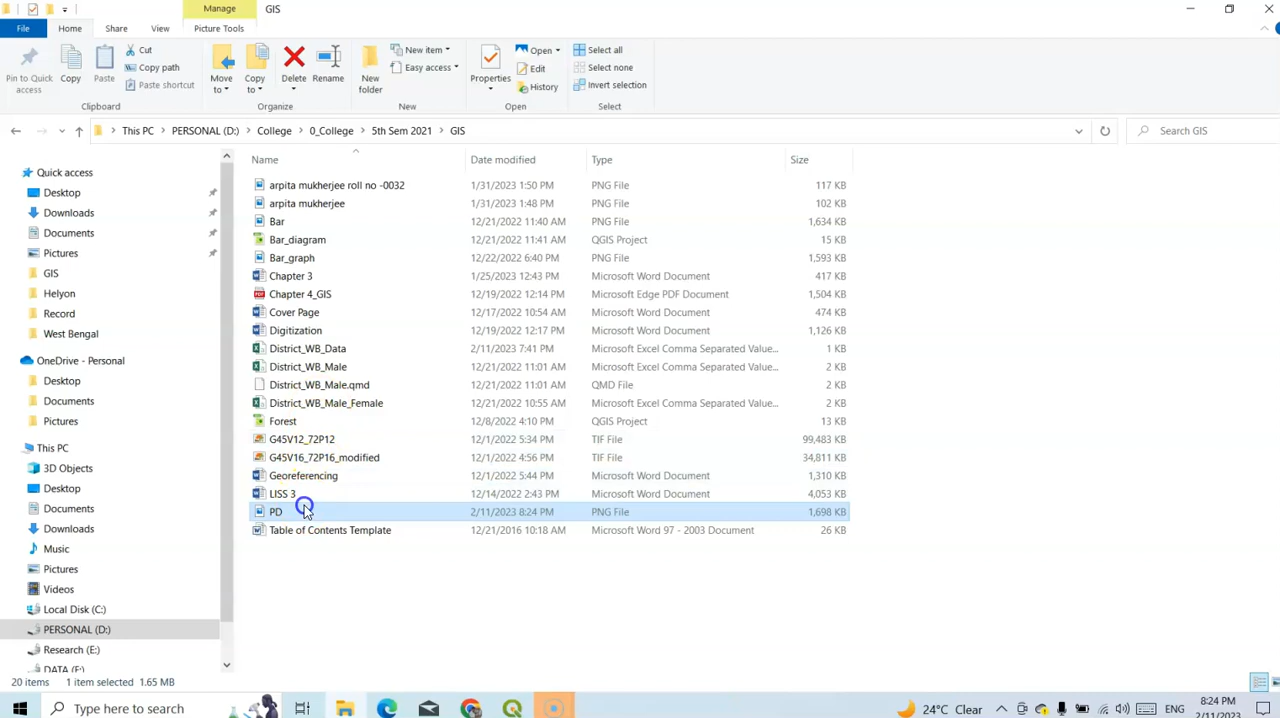 Manage
GIS
File
Home
Share
View
Picture Tools
Pin to Quick access
Copy
Paste
Cut
Copy path
Paste shortcut
Clipboard
Move to
Copy to
Delete
Rename
Organize
New folder
New item
Easy access
New
Properties
Open
Edit
History
Open
Select all
Select none
Invert selection
Select
This PC > PERSONAL (D:) > College > 0_College > 5th Sem 2021 > GIS
Search GIS
Name Date modified Type Size
Quick access
Desktop
Downloads
Documents
Pictures
GIS
Helyon
Record
West Bengal
OneDrive - Personal
Desktop
Documents
Pictures
This PC
3D Objects
Desktop
Documents
Downloads
Music
Pictures
Videos
Local Disk (C:)
PERSONAL (D:)
Research (E:)
DATA (F:)
arpita mukherjee roll no -0032 1/31/2023 1:50 PM PNG File 117 KB
arpita mukherjee 1/31/2023 1:48 PM PNG File 102 KB
Bar 12/21/2022 11:40 AM PNG File 1,634 KB
Bar_diagram 12/21/2022 11:41 AM QGIS Project 15 KB
Bar_graph 12/22/2022 6:40 PM PNG File 1,593 KB
Chapter 3 1/25/2023 12:43 PM Microsoft Word Document 417 KB
Chapter 4_GIS 12/19/2022 12:14 PM Microsoft Edge PDF Document 1,504 KB
Cover Page 12/17/2022 10:54 AM Microsoft Word Document 474 KB
Digitization 12/19/2022 12:17 PM Microsoft Word Document 1,126 KB
District_WB_Data 2/11/2023 7:41 PM Microsoft Excel Comma Separated Value... 1 KB
District_WB_Male 12/21/2022 11:01 AM Microsoft Excel Comma Separated Value... 2 KB
District_WB_Male.qmd 12/21/2022 11:01 AM QMD File 2 KB
District_WB_Male_Female 12/21/2022 10:55 AM Microsoft Excel Comma Separated Value... 2 KB
Forest 12/8/2022 4:10 PM QGIS Project 13 KB
G45V12_72P12 12/1/2022 5:34 PM TIF File 99,483 KB
G45V16_72P16_modified 12/1/2022 4:56 PM TIF File 34,811 KB
Georeferencing 12/1/2022 5:44 PM Microsoft Word Document 1,310 KB
LISS 3 12/14/2022 2:43 PM Microsoft Word Document 4,053 KB
PD 2/11/2023 8:24 PM PNG File 1,698 KB
Table of Contents Template 12/21/2016 10:18 AM Microsoft Word 97 - 2003 Document 26 KB
20 items 1 item selected 1.65 MB
Type here to search
24°C Clear
8:24 PM
2/11/2023